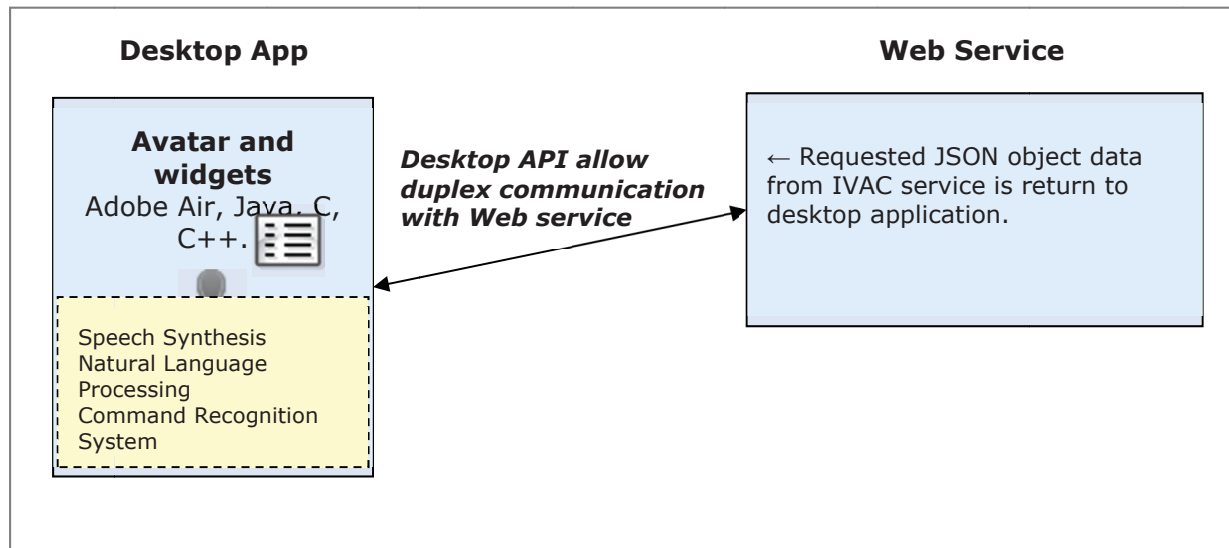 Desktop App
Web Service
Avatar and
widgets
Adobe Air, Java, C,
C++.
Desktop API allow
duplex communication
with Web service
← Requested JSON object data
from IVAC service is return to
desktop application.
Speech Synthesis
Natural Language
Processing
Command Recognition
System